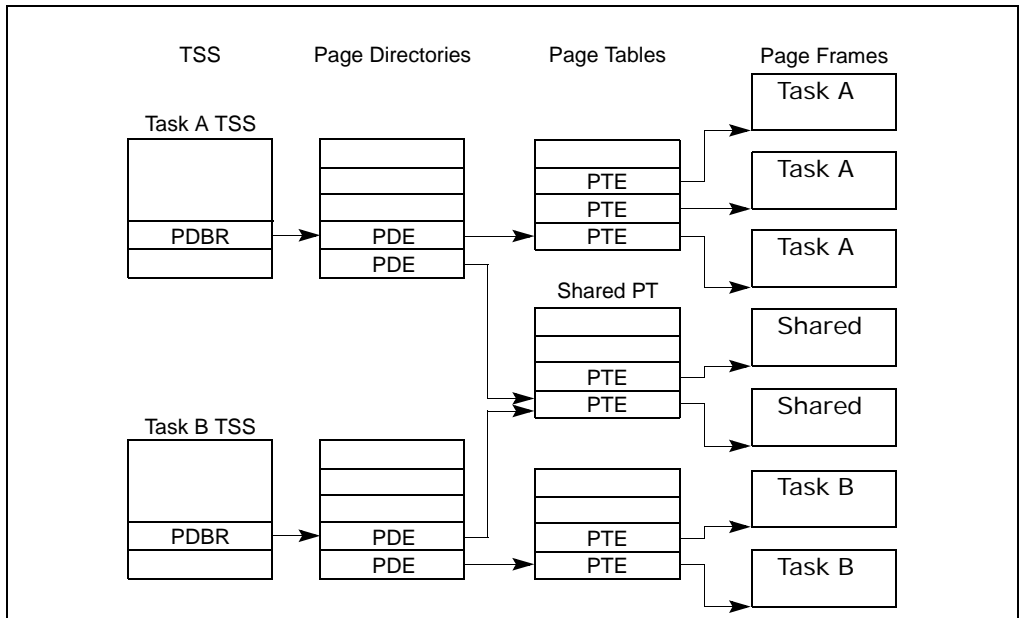 TSS Page Directories Page Tables Page Frames
Task A
Task A TSS
PTE Task A
PTE
PDBR PDE PTE Task A
PDE
Shared PT
Shared
PTE
PTE Shared
Task B TSS
Task B
PDBR PDE PTE
PDE PTE Task B